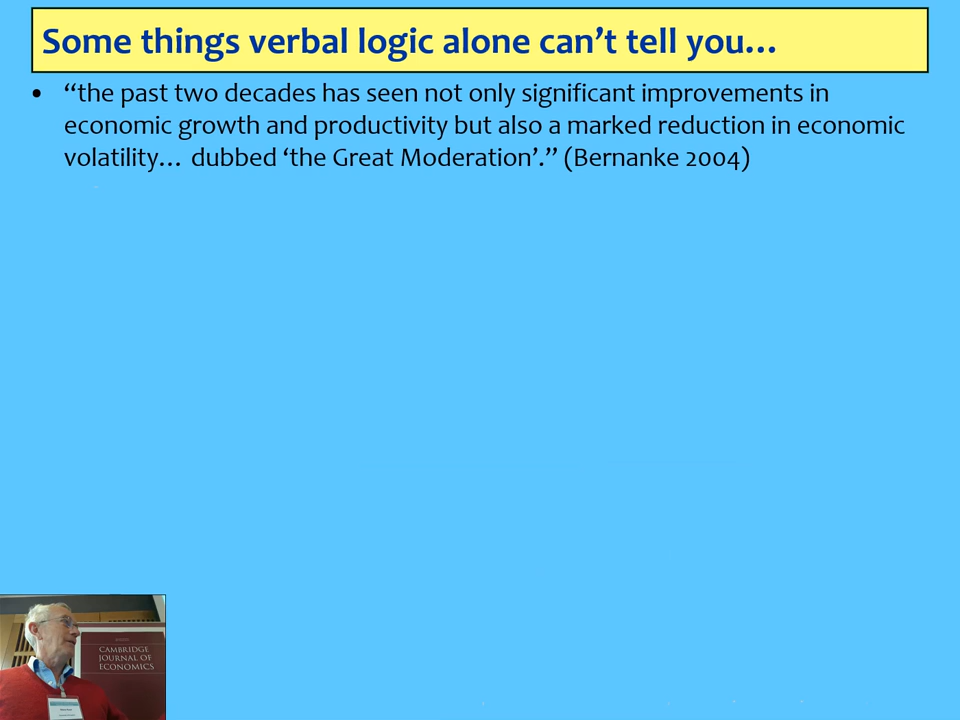 Some things verbal logic alone can’t tell you…
• “the past two decades has seen not only significant improvements in
economic growth and productivity but also a marked reduction in economic
volatility… dubbed ‘the Great Moderation’.” (Bernanke 2004)
CAMBRIDGE
JOURNAL OF
ECONOMICS